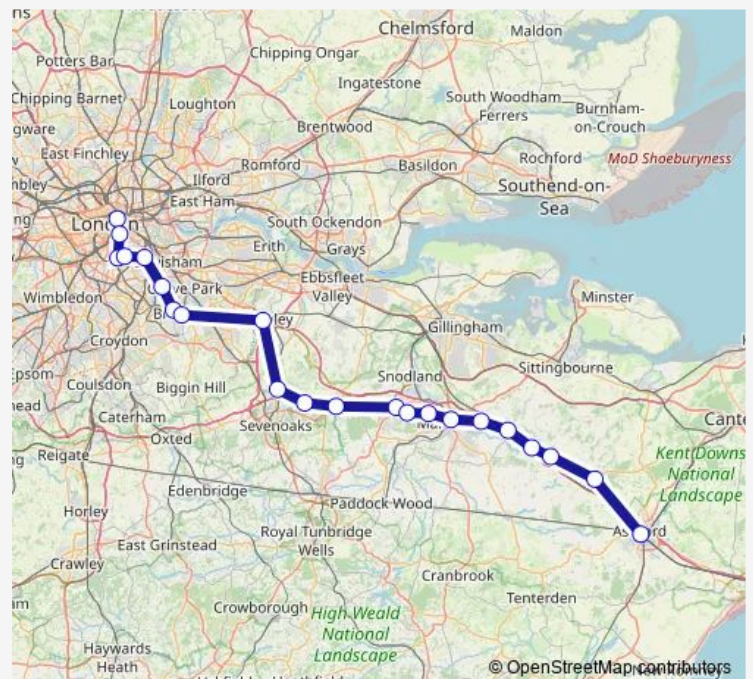 Chelmsford
Maldon
Potters Bar
Chipping Ongar
Ingatestone
Chipping Barnet
Loughton
South Woodham
Ferrers
Burnham-
on-Crouch
Brentwood
East Finchley
Romford
Basildon
Rochford
MoD Shoeburyness
Ilford
East Ham
Southend-on-
Sea
South Ockendon
Erith
Grays
Ebbsfleet
Valley
Wimbledon
Minster
Gillingham
Croydon
Coulsdon
Biggin Hill
Snodland
Sittingbourne
Caterham
Oxted
Sevenoaks
Reigate
Kent Downs
National
Landscape
Edenbridge
Paddock Wood
Horley
Royal Tunbridge
Wells
East Grinstead
Crawley
Cranbrook
Tenterden
Crowborough
High Weald
National
Landscape
Haywards
Heath
© OpenStreetMap contributors